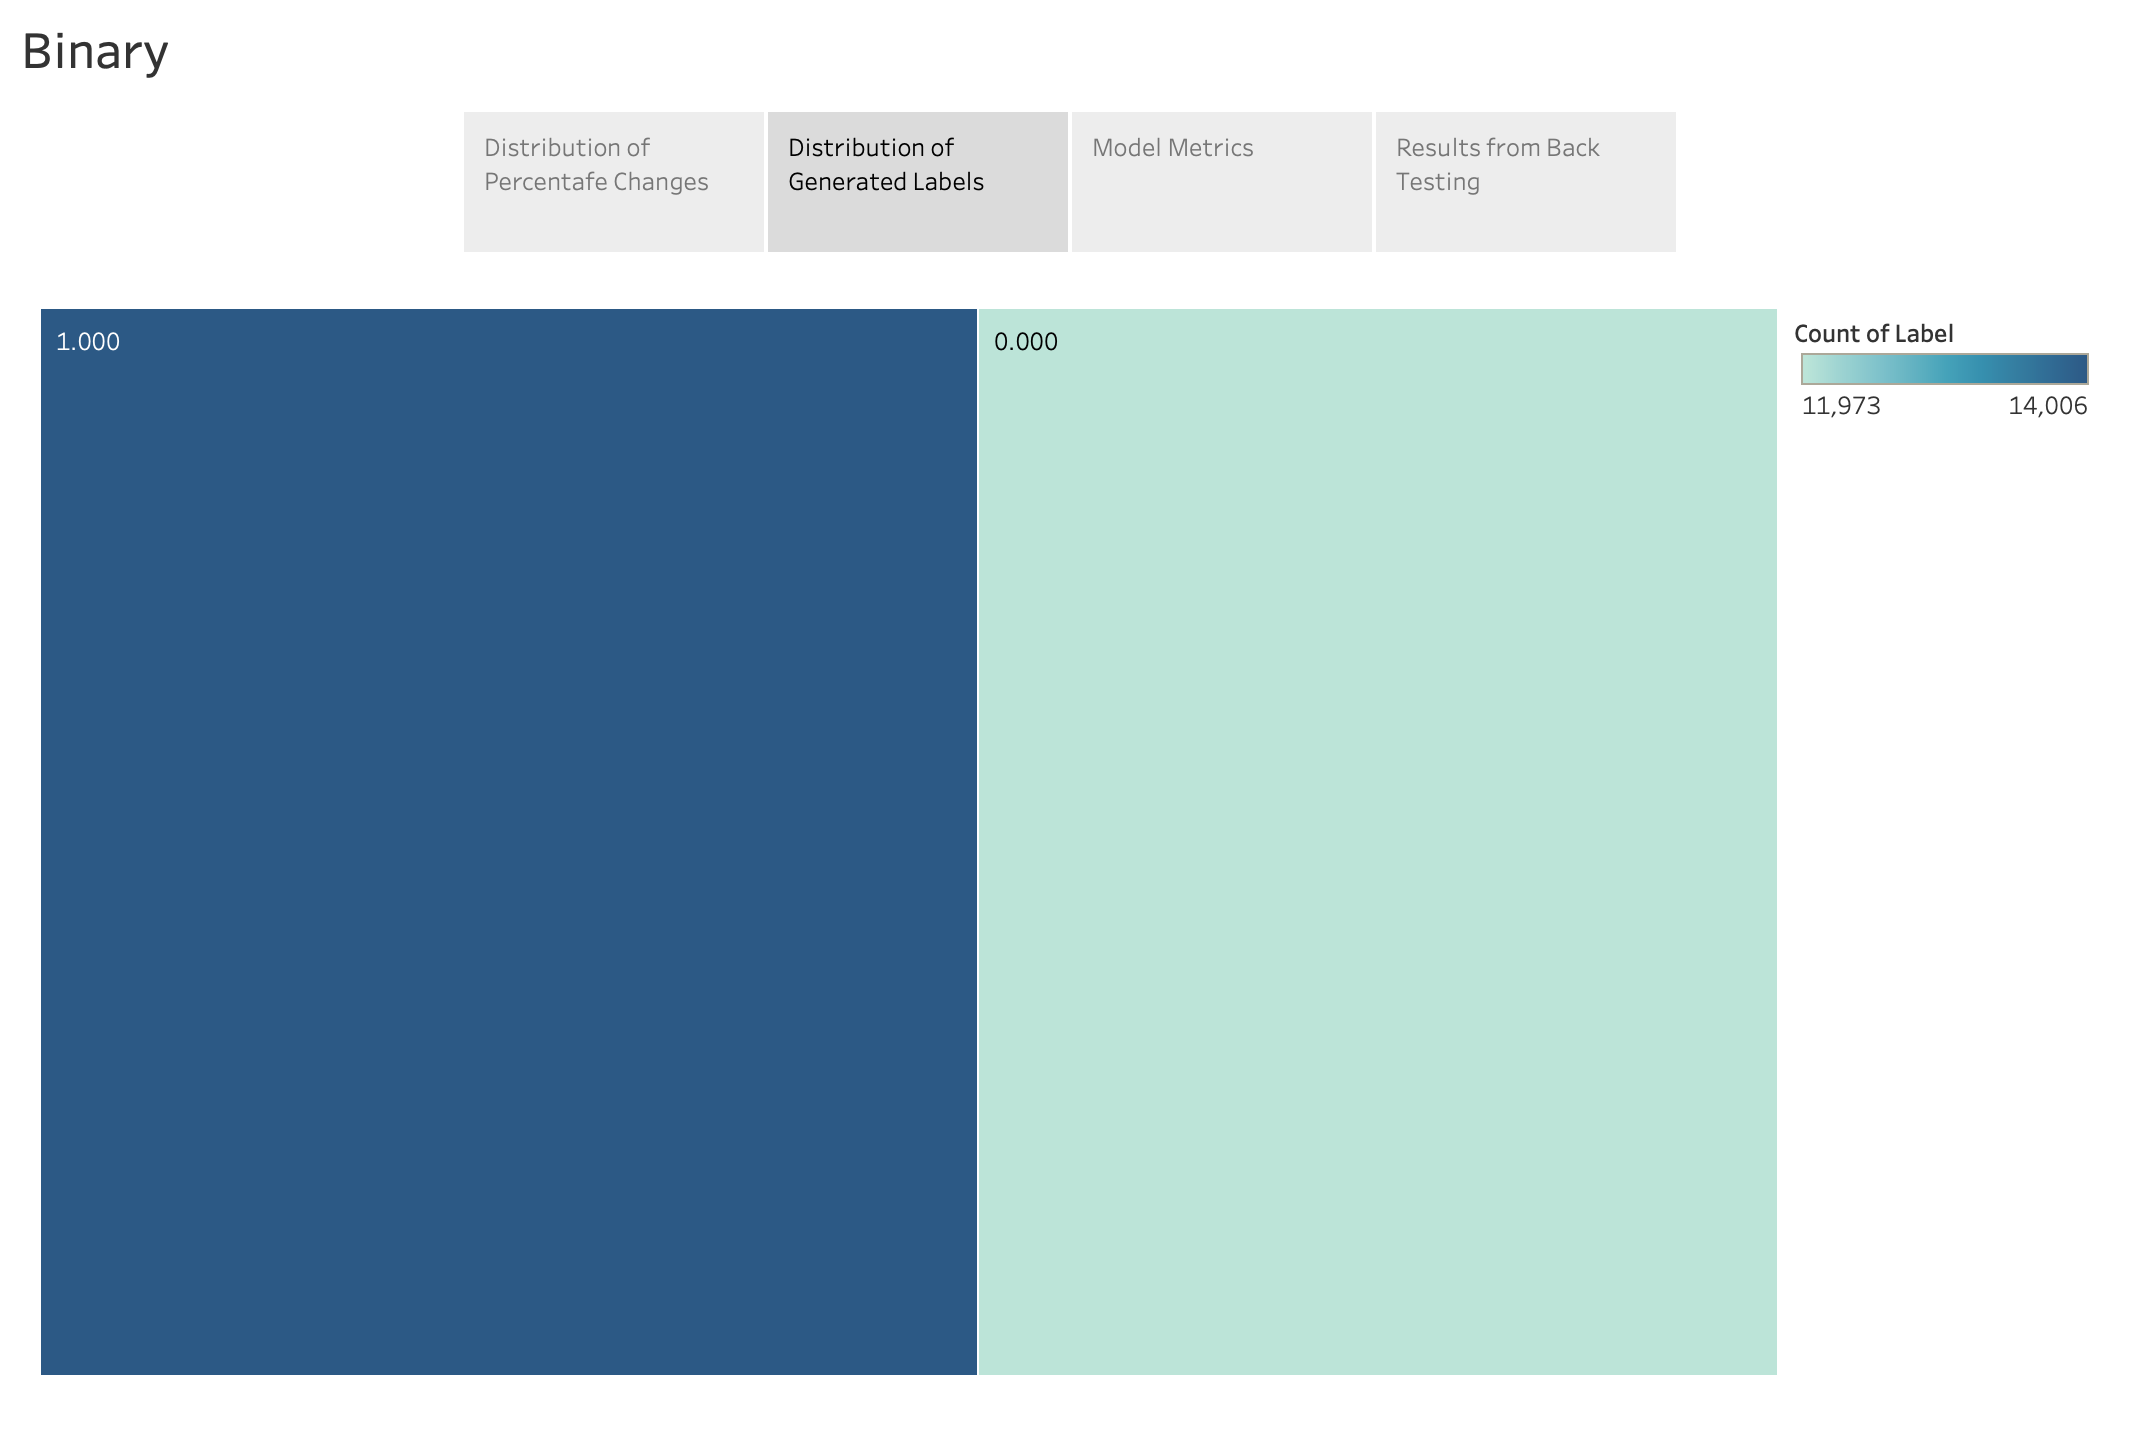 Binary
Distribution of
Percentafe Changes
Distribution of
Generated Labels
Model Metrics
Results from Back
Testing
1.000
0.000
Count of Label
11,973
14,006